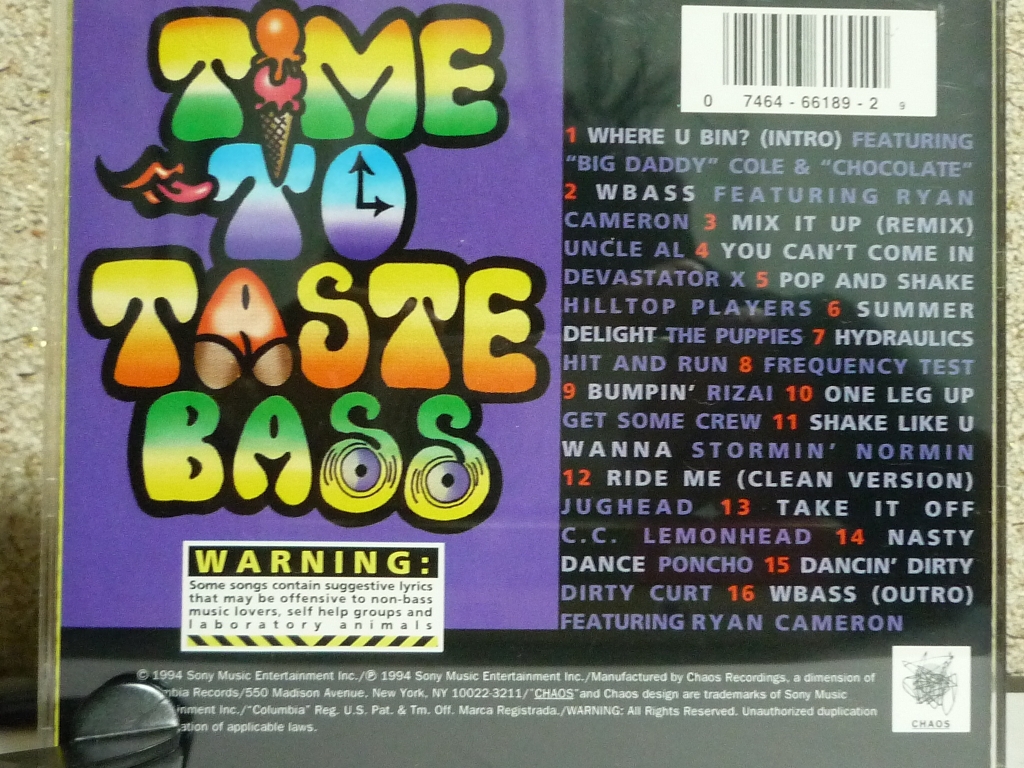 TIME
TO
TASTE
BASS
WARNING:
Some songs contain suggestive lyrics
that may be offensive to non-bass
music lovers, self help groups and
laboratory animals
0 7464-66189-2 9
1 WHERE U BIN? (INTRO) FEATURING
"BIG DADDY" COLE & "CHOCOLATE"
2 WBASS FEATURING RYAN
CAMERON 3 MIX IT UP (REMIX)
UNCLE AL 4 YOU CAN'T COME IN
DEVASTATOR X 5 POP AND SHAKE
HILLTOP PLAYERS 6 SUMMER
DELIGHT THE PUPPIES 7 HYDRAULICS
HIT AND RUN 8 FREQUENCY TEST
9 BUMPIN' RIZAI 10 ONE LEG UP
GET SOME CREW 11 SHAKE LIKE U
WANNA STORMIN' NORMIN
12 RIDE ME (CLEAN VERSION)
JUGHEAD 13 TAKE IT OFF
C.C. LEMONHEAD 14 NASTY
DANCE PONCHO 15 DANCIN' DIRTY
DIRTY CURT 16 WBASS (OUTRO)
FEATURING RYAN CAMERON
© 1994 Sony Music Entertainment Inc./℗ 1994 Sony Music Entertainment Inc./Manufactured by Chaos Recordings, a dimension of
Records/550 Madison Avenue, New York, NY 10022-3211/"CHAOS" and Chaos design are trademarks of Sony Music
Inc./"Columbia" Reg. U.S. Pat. & Tm. Off. Marca Registrada./WARNING: All Rights Reserved. Unauthorized duplication
of applicable laws.
CHAOS